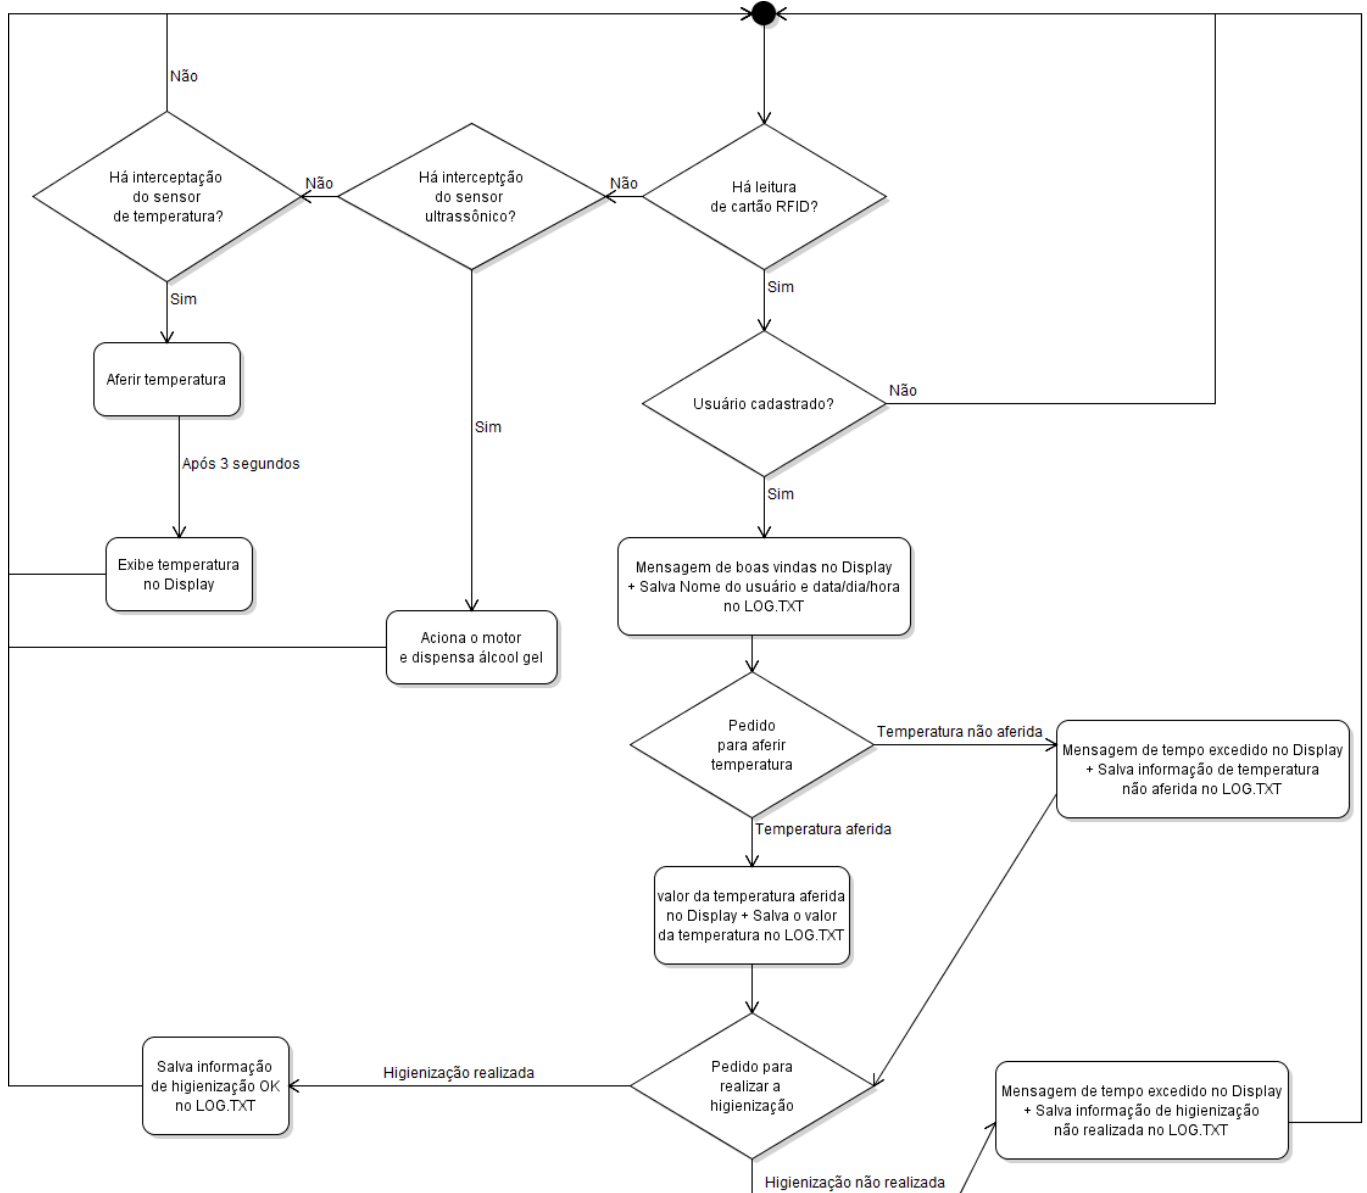 Não
Há interceptação
do sensor
de temperatura?
Não
Há interceptção
do sensor
ultrassônico?
Não
Há leitura
de cartão RFID?
Sim
Sim
Aferir temperatura
Usuário cadastrado?
Não
Sim
Após 3 segundos
Sim
Exibe temperatura
no Display
Mensagem de boas vindas no Display
+ Salva Nome do usuário e data/dia/hora
no LOG.TXT
Aciona o motor
e dispensa álcool gel
Pedido
para aferir
temperatura
Temperatura não aferida
Mensagem de tempo excedido no Display
+ Salva informação de temperatura
não aferida no LOG.TXT
Temperatura aferida
valor da temperatura aferida
no Display + Salva o valor
da temperatura no LOG.TXT
Salva informação
de higienização OK
no LOG.TXT
Higienização realizada
Pedido para
realizar a
higienização
Mensagem de tempo excedido no Display
+ Salva informação de higienização
não realizada no LOG.TXT
Higienização não realizada